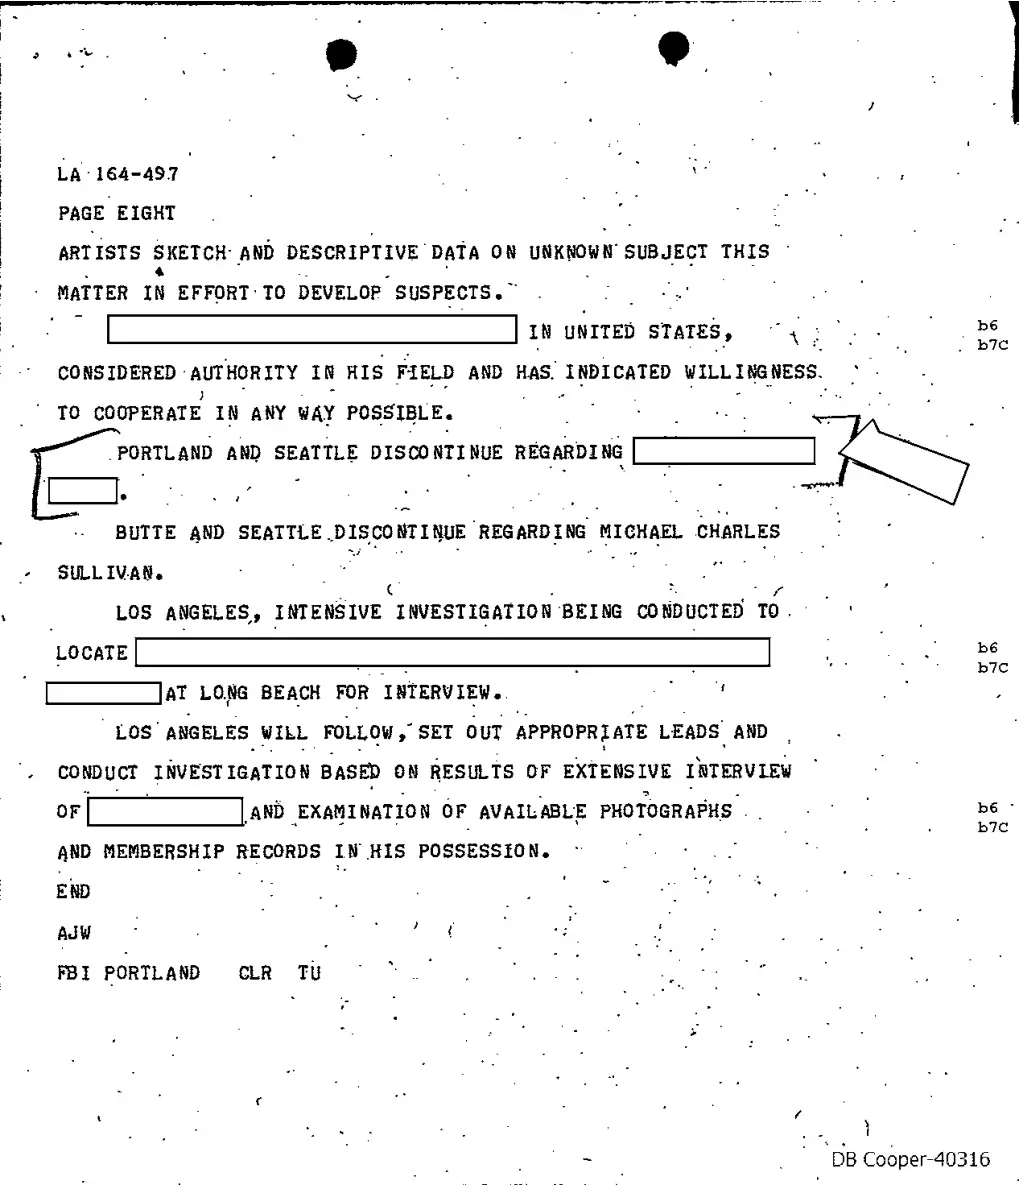 LA 164-497
PAGE EIGHT
ARTISTS SKETCH AND DESCRIPTIVE DATA ON UNKNOWN SUBJECT THIS
MATTER IN EFFORT TO DEVELOP SUSPECTS.
IN UNITED STATES,
b6
b7C
CONSIDERED AUTHORITY IN HIS FIELD AND HAS INDICATED WILLINGNESS
TO COOPERATE IN ANY WAY POSSIBLE.
PORTLAND AND SEATTLE DISCONTINUE REGARDING
.
BUTTE AND SEATTLE DISCONTINUE REGARDING MICHAEL CHARLES
SULLIVAN.
LOS ANGELES, INTENSIVE INVESTIGATION BEING CONDUCTED TO
LOCATE
b6
b7C
AT LONG BEACH FOR INTERVIEW.
LOS ANGELES WILL FOLLOW, SET OUT APPROPRIATE LEADS AND
CONDUCT INVESTIGATION BASED ON RESULTS OF EXTENSIVE INTERVIEW
OF AND EXAMINATION OF AVAILABLE PHOTOGRAPHS
b6
b7C
AND MEMBERSHIP RECORDS IN HIS POSSESSION.
END
AJW
FBI PORTLAND CLR TU
DB Cooper-40316